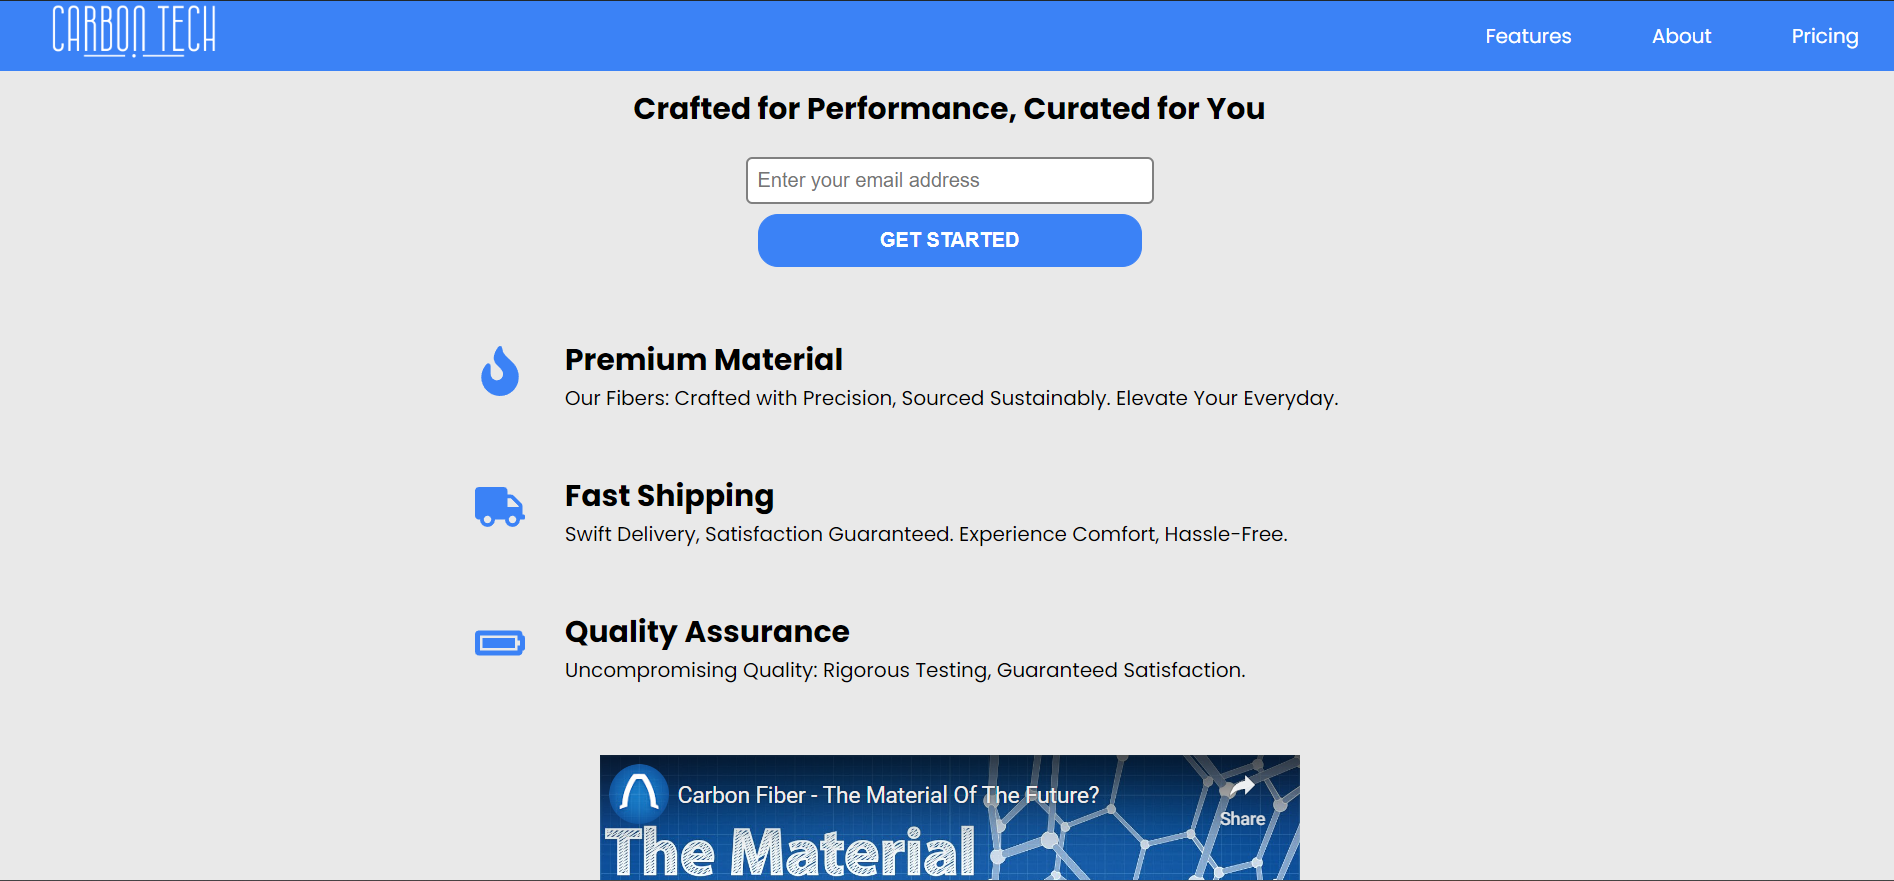 CARBON TECH
Features About Pricing
Crafted for Performance, Curated for You
Enter your email address
GET STARTED
Premium Material
Our Fibers: Crafted with Precision, Sourced Sustainably. Elevate Your Everyday.
Fast Shipping
Swift Delivery, Satisfaction Guaranteed. Experience Comfort, Hassle-Free.
Quality Assurance
Uncompromising Quality: Rigorous Testing, Guaranteed Satisfaction.
Carbon Fiber - The Material Of The Future?
Share
The Material